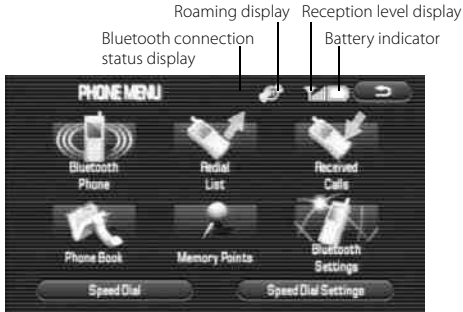 Roaming display Reception level display
Bluetooth connection
status display
Battery indicator
PHONE MENU
Bluetooth
Phone
Redial
List
Received
Calls
Phone Book
Memory Points
Bluetooth
Settings
Speed Dial
Speed Dial Settings